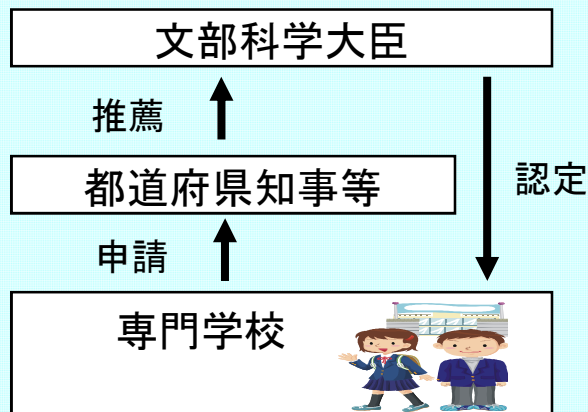 文部科学大臣
推薦
都道府県知事等
認定
申請
専門学校